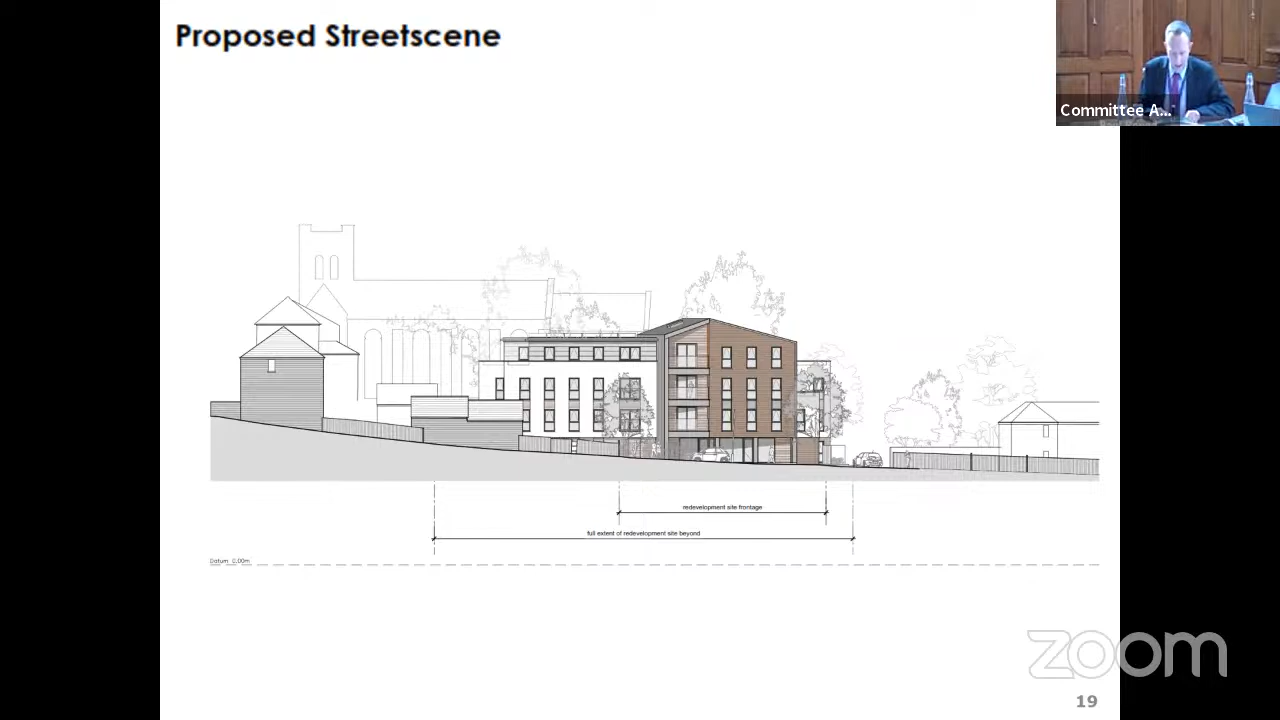 Proposed Streetscene
Committee A...
redevelopment site frontage
full extent of redevelopment site beyond
Datum 0.00m
zoom
19